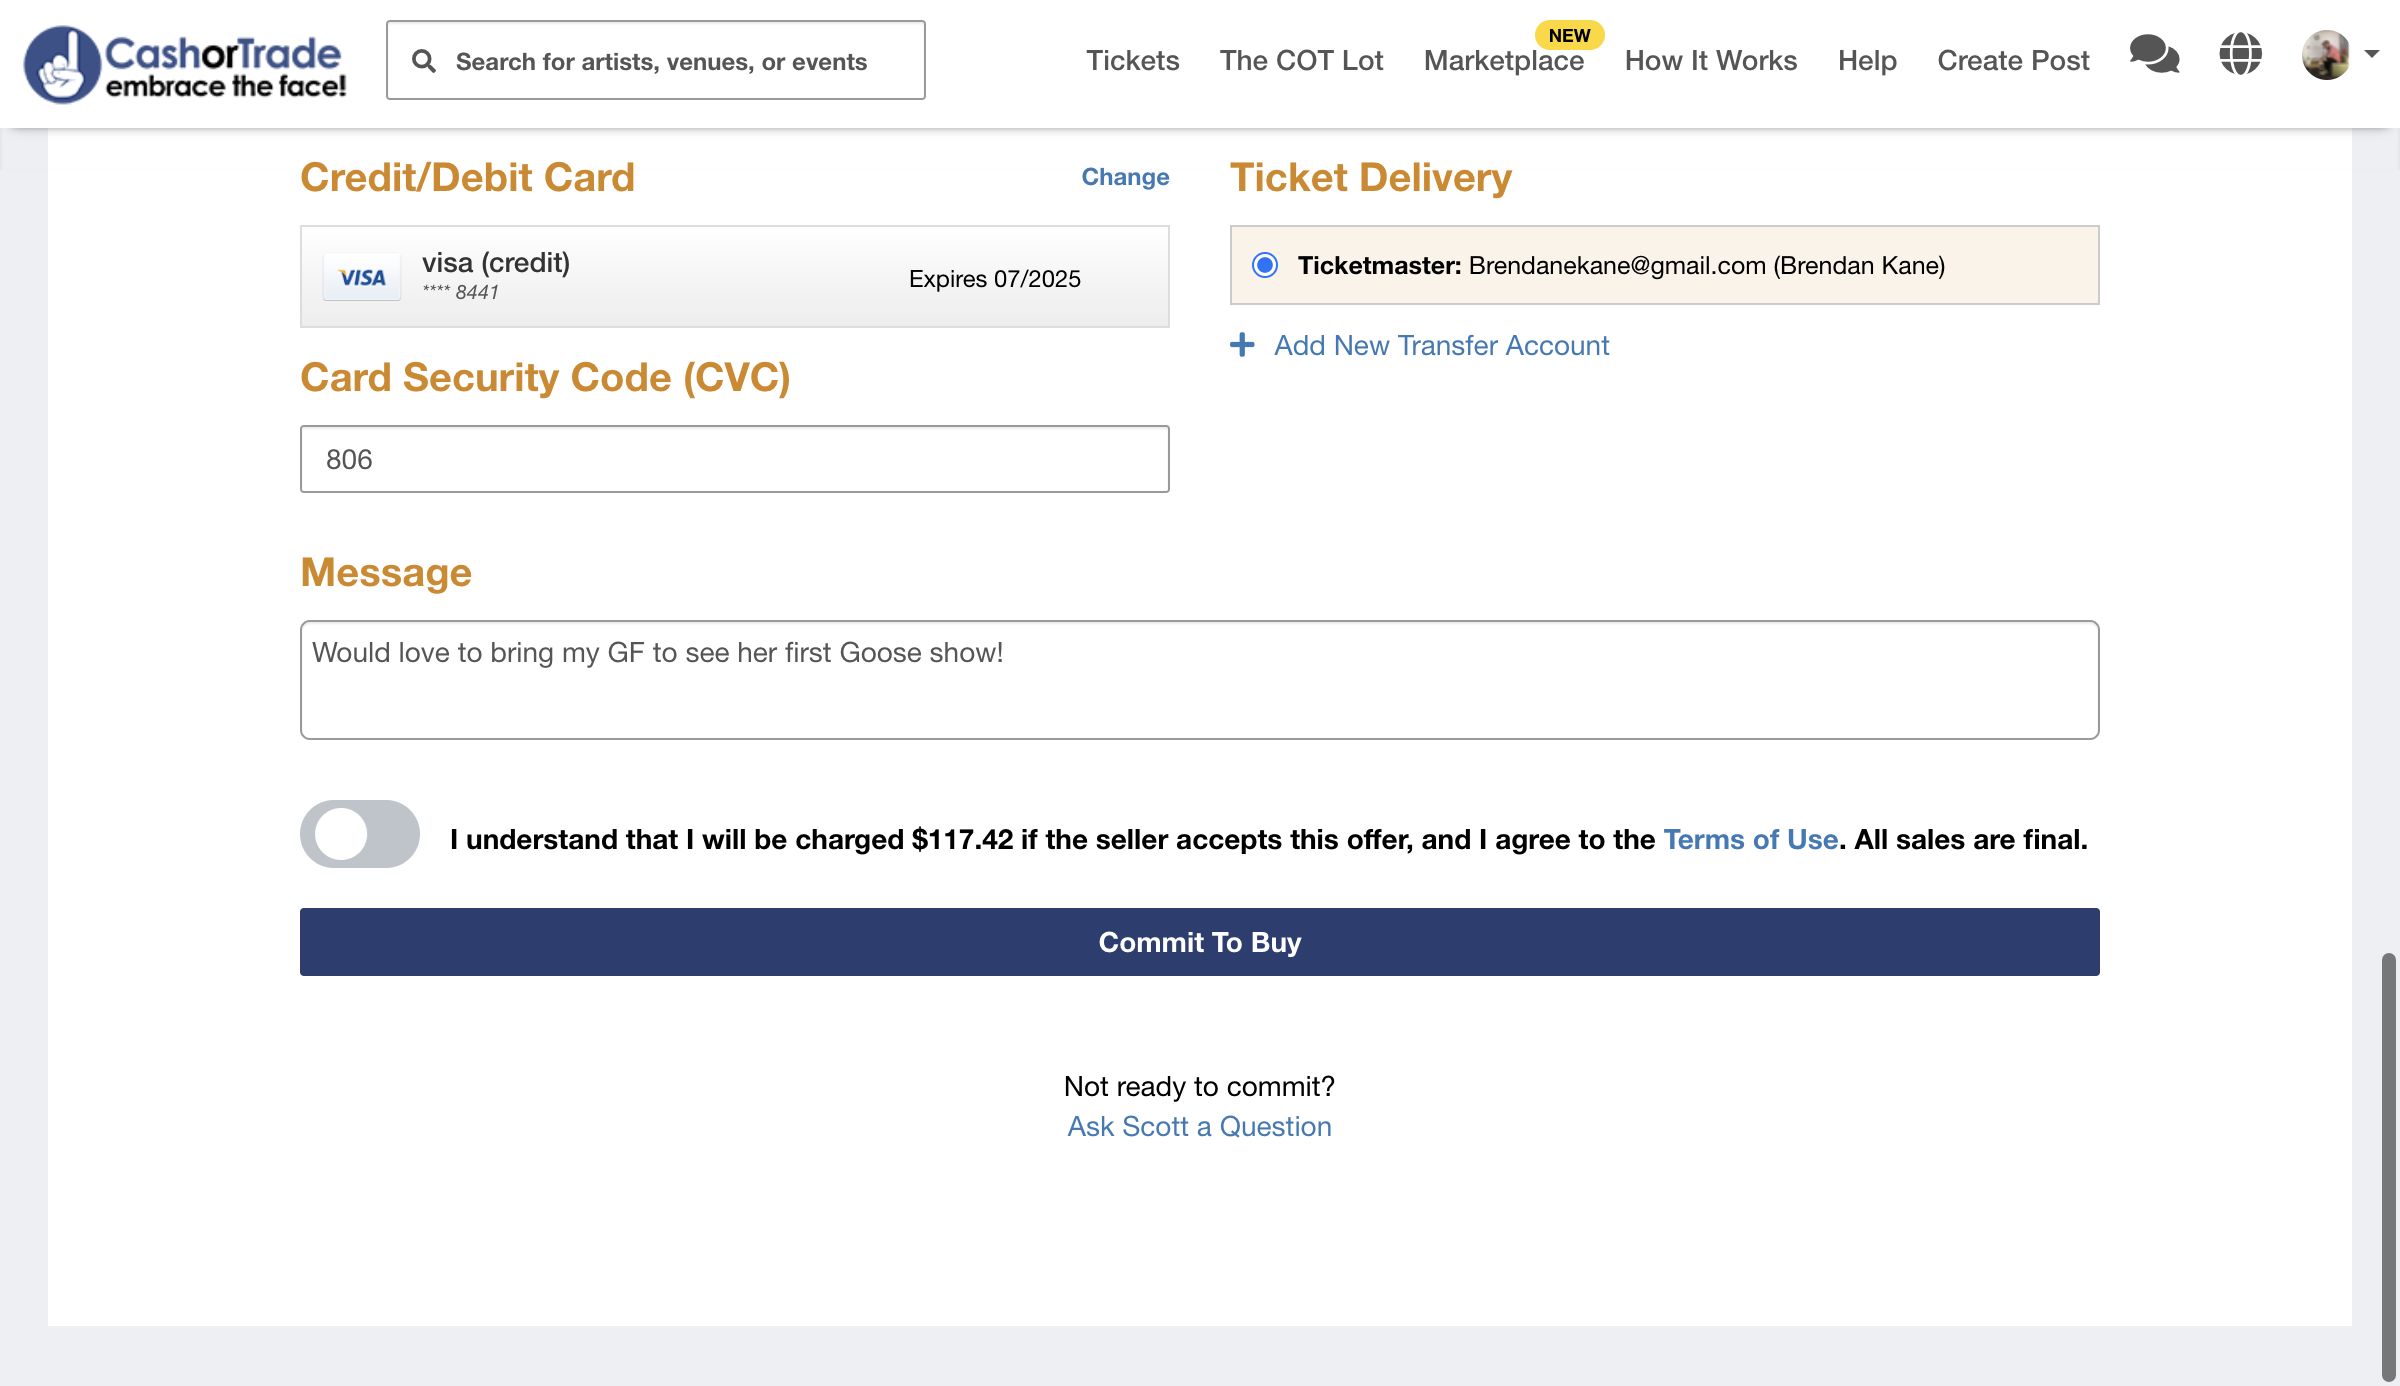 CashorTrade
embrace the face!
Search for artists, venues, or events
Tickets
The COT Lot
Marketplace
NEW
How It Works
Help
Create Post
Credit/Debit Card
Change
VISA
visa (credit)
**** 8441
Expires 07/2025
Card Security Code (CVC)
806
Ticket Delivery
Ticketmaster: Brendanekane@gmail.com (Brendan Kane)
Add New Transfer Account
Message
Would love to bring my GF to see her first Goose show!
I understand that I will be charged $117.42 if the seller accepts this offer, and I agree to the Terms of Use. All sales are final.
Commit To Buy
Not ready to commit?
Ask Scott a Question